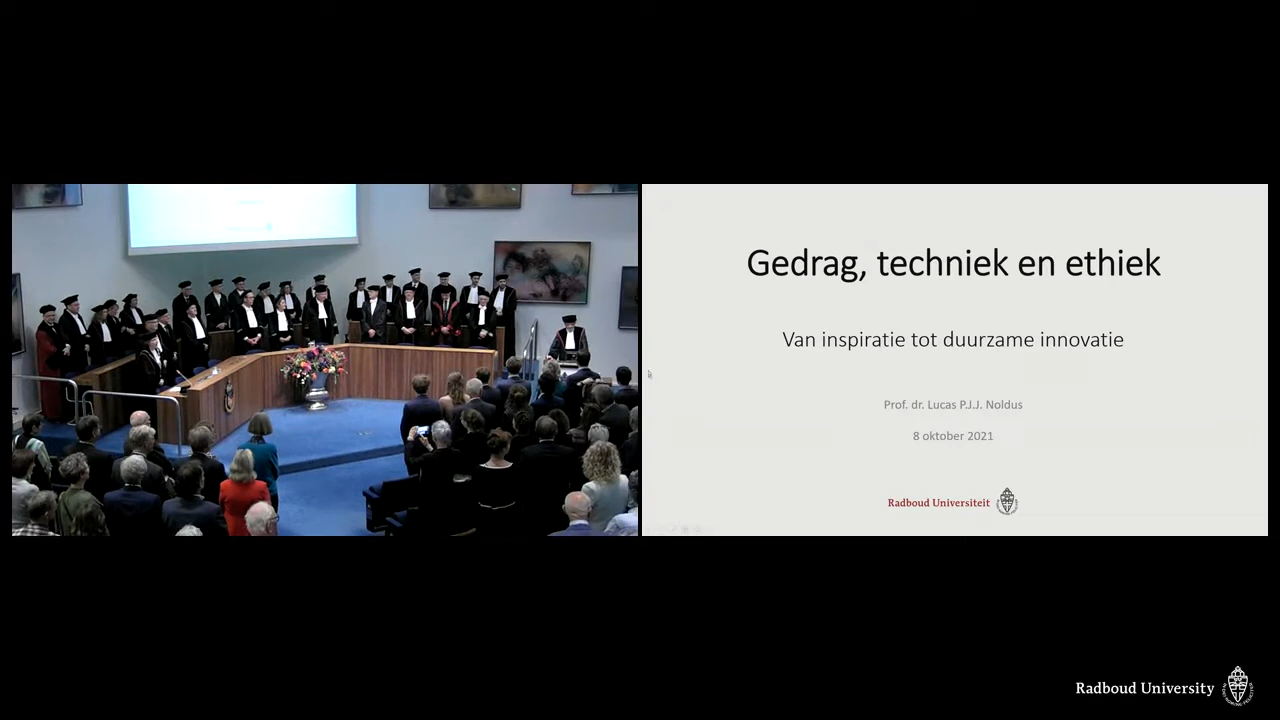 Gedrag, techniek en ethiek
Van inspiratie tot duurzame innovatie
Prof. dr. Lucas P.J.J. Noldus
8 oktober 2021
Radboud Universiteit
Radboud University